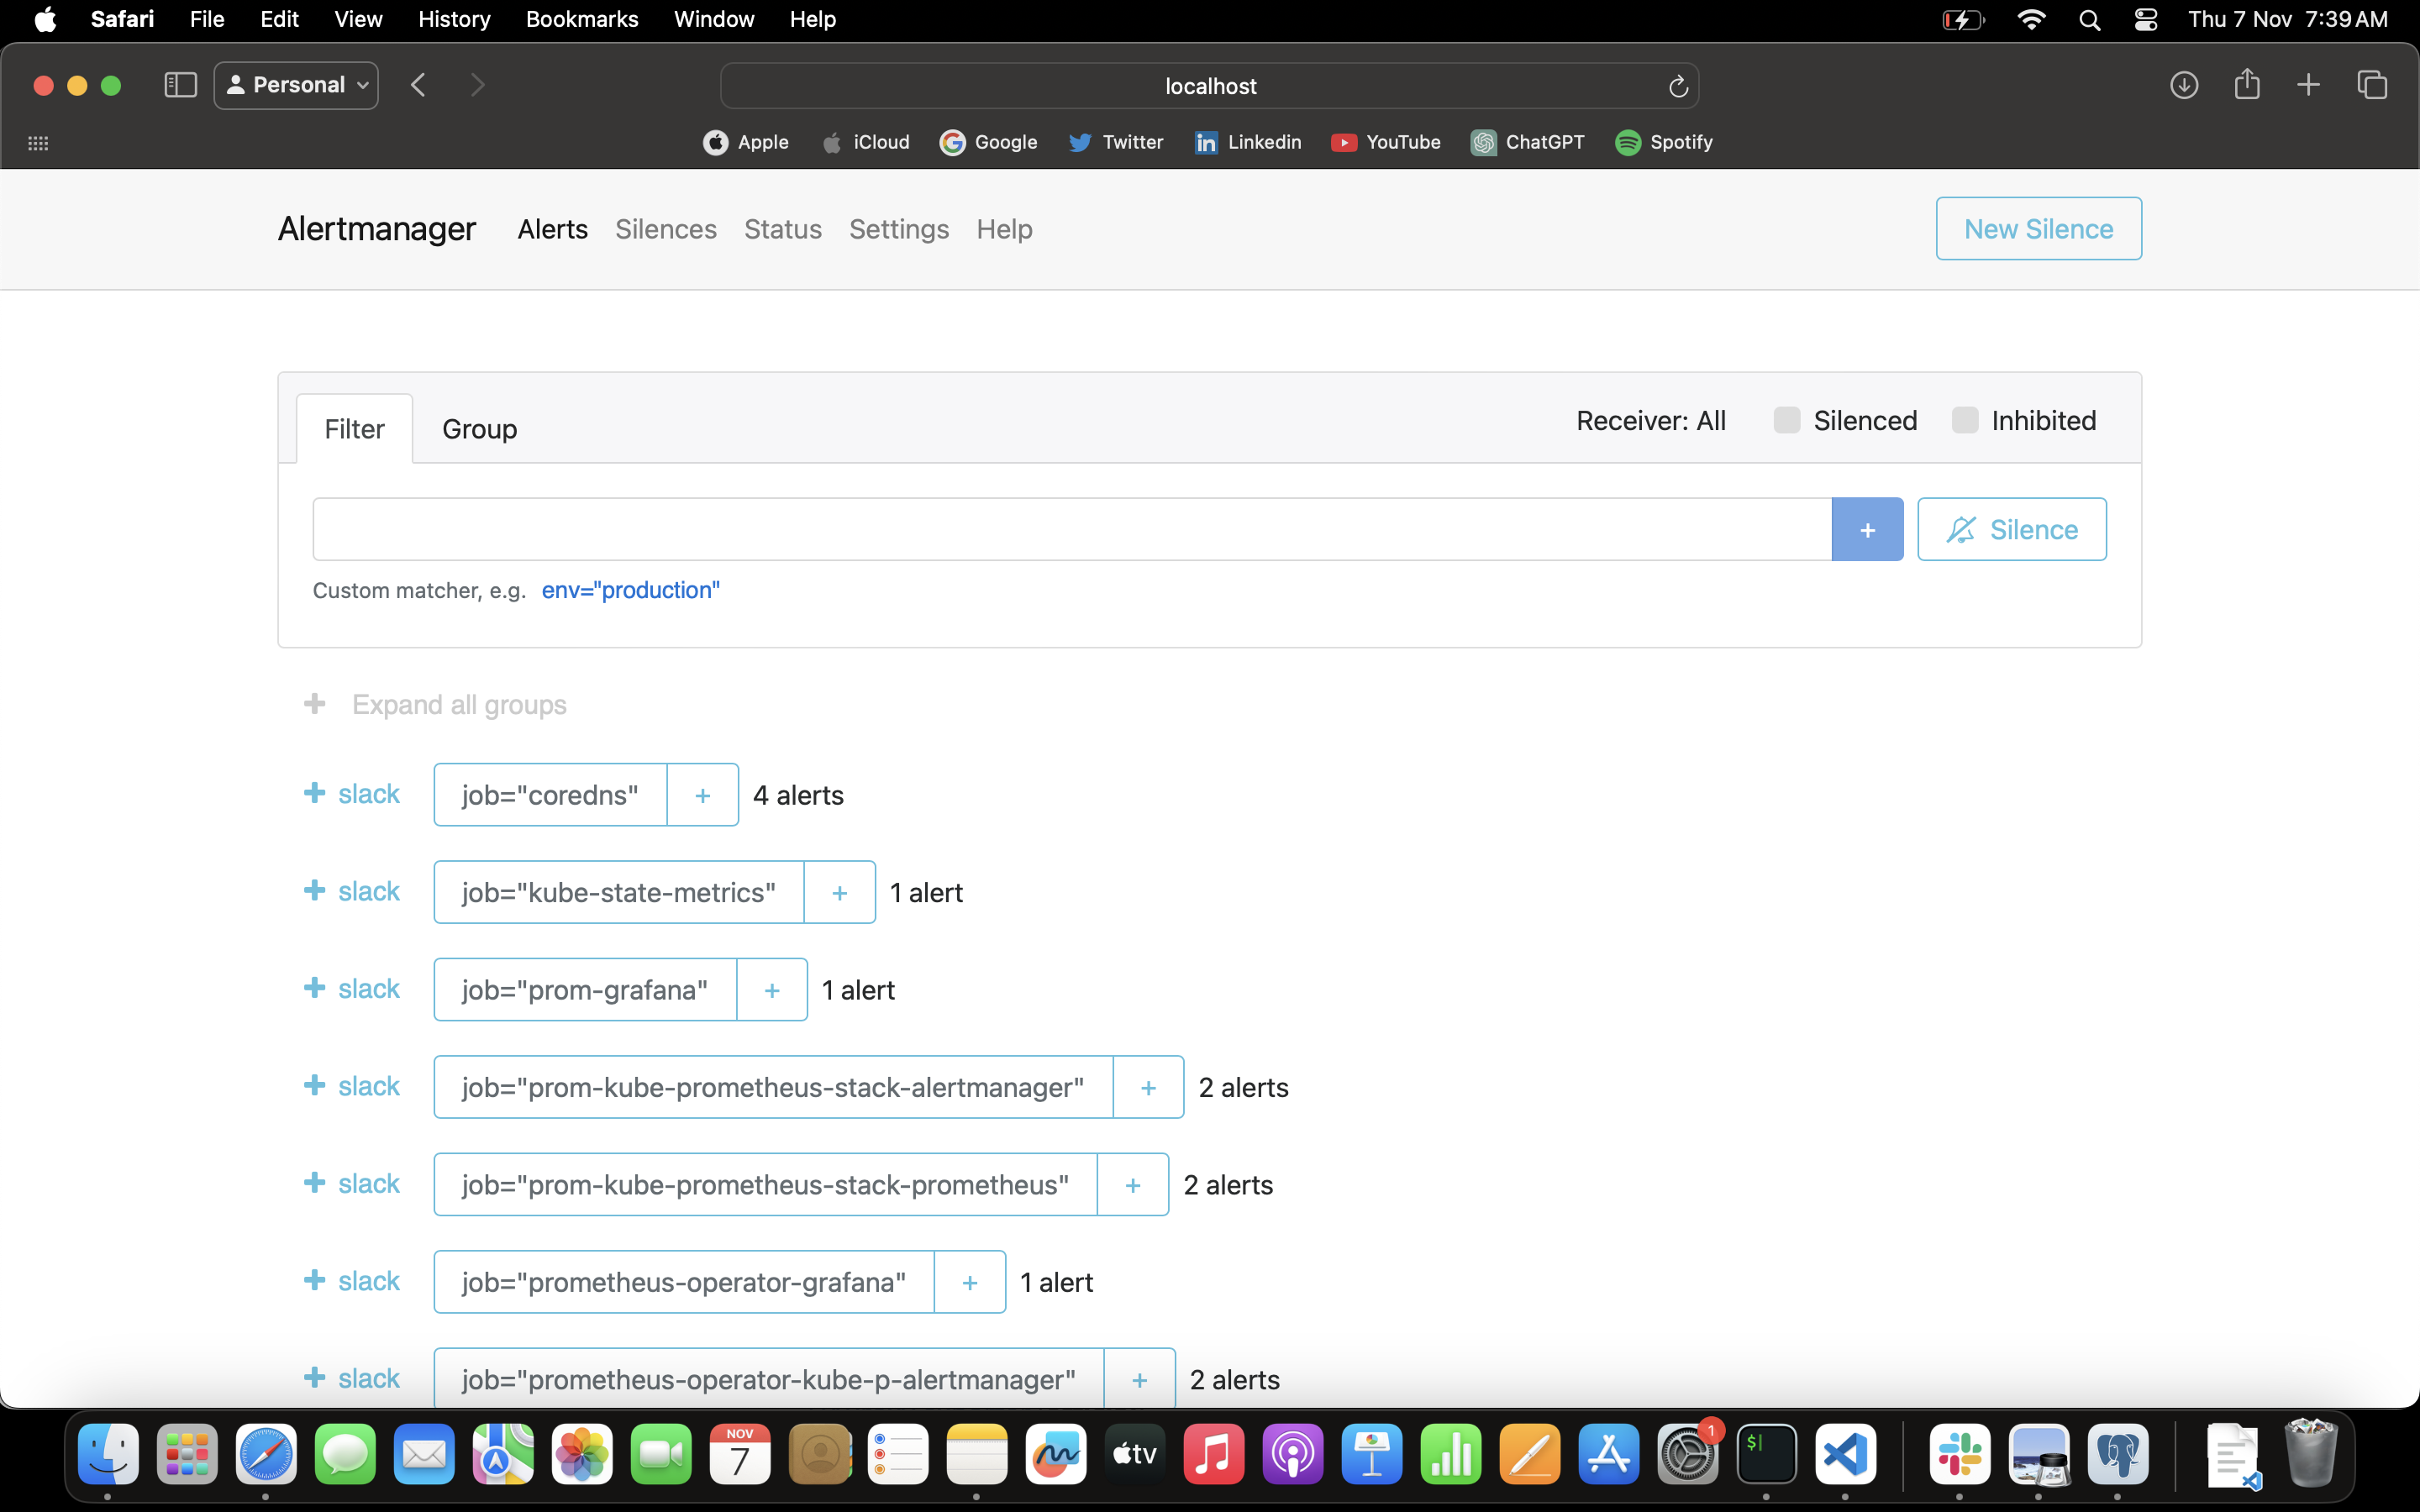 Safari File Edit View History Bookmarks Window Help Thu 7 Nov 7:39 AM
Personal localhost
Apple iCloud Google Twitter Linkedin YouTube ChatGPT Spotify
Alertmanager Alerts Silences Status Settings Help New Silence
Filter Group Receiver: All Silenced Inhibited
+ Silence
Custom matcher, e.g. env="production"
+ Expand all groups
+ slack job="coredns" + 4 alerts
+ slack job="kube-state-metrics" + 1 alert
+ slack job="prom-grafana" + 1 alert
+ slack job="prom-kube-prometheus-stack-alertmanager" + 2 alerts
+ slack job="prom-kube-prometheus-stack-prometheus" + 2 alerts
+ slack job="prometheus-operator-grafana" + 1 alert
+ slack job="prometheus-operator-kube-p-alertmanager" + 2 alerts
NOV
7
tv
1
$